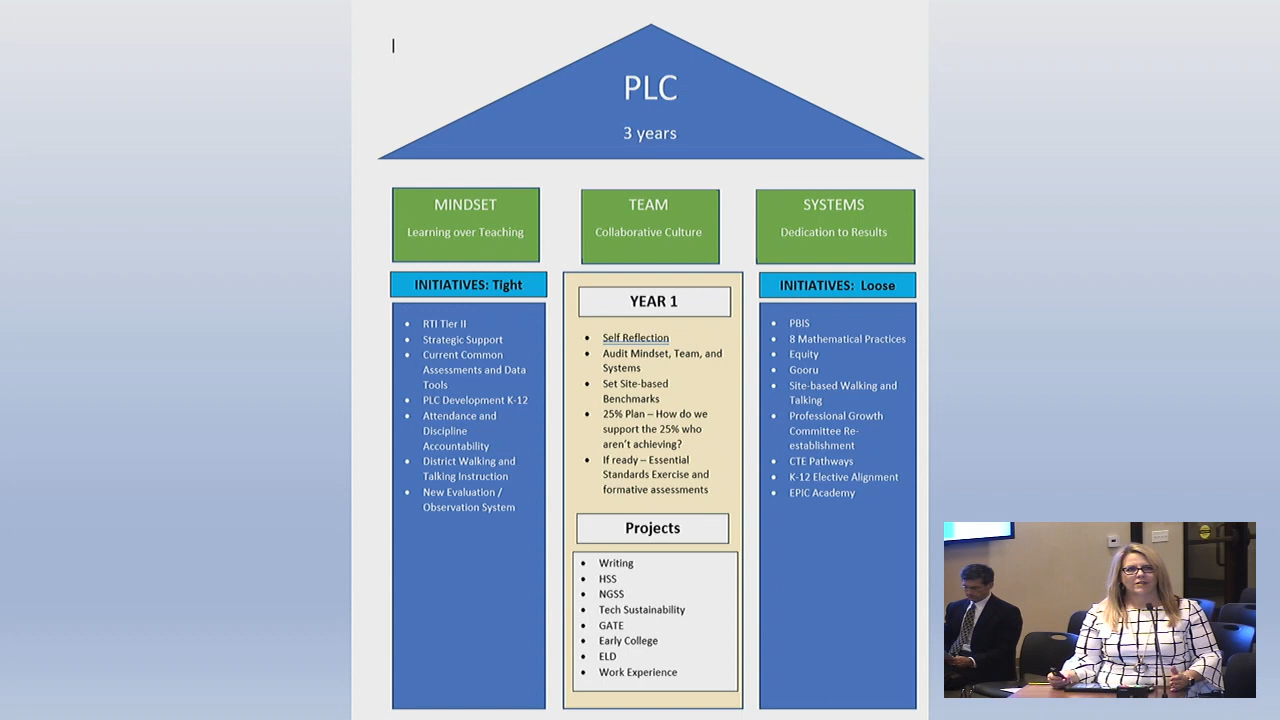 PLC
3 years
MINDSET
Learning over Teaching
TEAM
Collaborative Culture
SYSTEMS
Dedication to Results
INITIATIVES: Tight
• RTI Tier II
• Strategic Support
• Current Common
Assessments and Data
Tools
• PLC Development K-12
• Attendance and
Discipline
Accountability
• District Walking and
Talking Instruction
• New Evaluation /
Observation System
YEAR 1
• Self Reflection
• Audit Mindset, Team, and
Systems
• Set Site-based
Benchmarks
• 25% Plan – How do we
support the 25% who
aren't achieving?
• If ready – Essential
Standards Exercise and
formative assessments
Projects
• Writing
• HSS
• NGSS
• Tech Sustainability
• GATE
• Early College
• ELD
• Work Experience
INITIATIVES: Loose
• PBIS
• 8 Mathematical Practices
• Equity
• Gooru
• Site-based Walking and
Talking
• Professional Growth
Committee Re-
establishment
• CTE Pathways
• K-12 Elective Alignment
• EPIC Academy